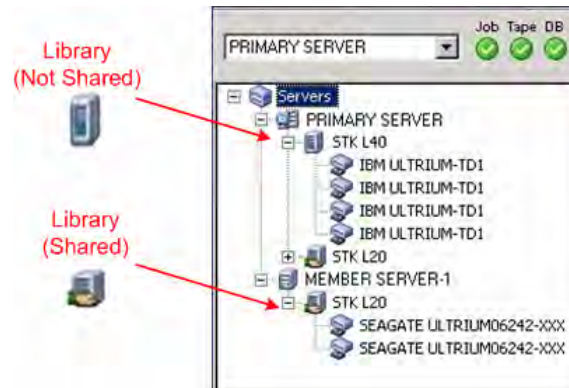 Library
(Not Shared)
Library
(Shared)
PRIMARY SERVER
Job Tape DB
Servers
PRIMARY SERVER
STK L40
IBM ULTRIUM-TD1
IBM ULTRIUM-TD1
IBM ULTRIUM-TD1
IBM ULTRIUM-TD1
STK L20
MEMBER SERVER-1
STK L20
SEAGATE ULTRIUM06242-XXX
SEAGATE ULTRIUM06242-XXX